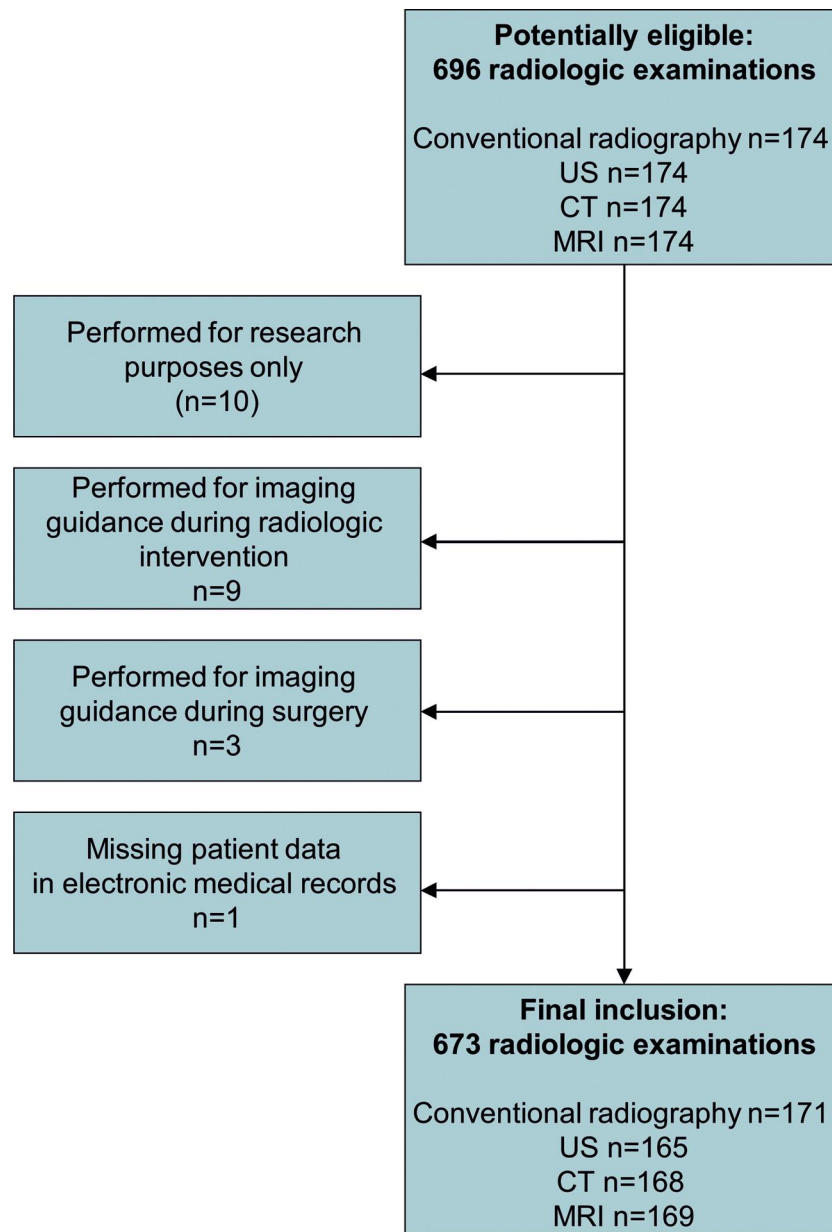 Potentially eligible:
696 radiologic examinations
Conventional radiography n=174
US n=174
CT n=174
MRI n=174
Performed for research
purposes only
(n=10)
Performed for imaging
guidance during radiologic
intervention
n=9
Performed for imaging
guidance during surgery
n=3
Missing patient data
in electronic medical records
n=1
Final inclusion:
673 radiologic examinations
Conventional radiography n=171
US n=165
CT n=168
MRI n=169